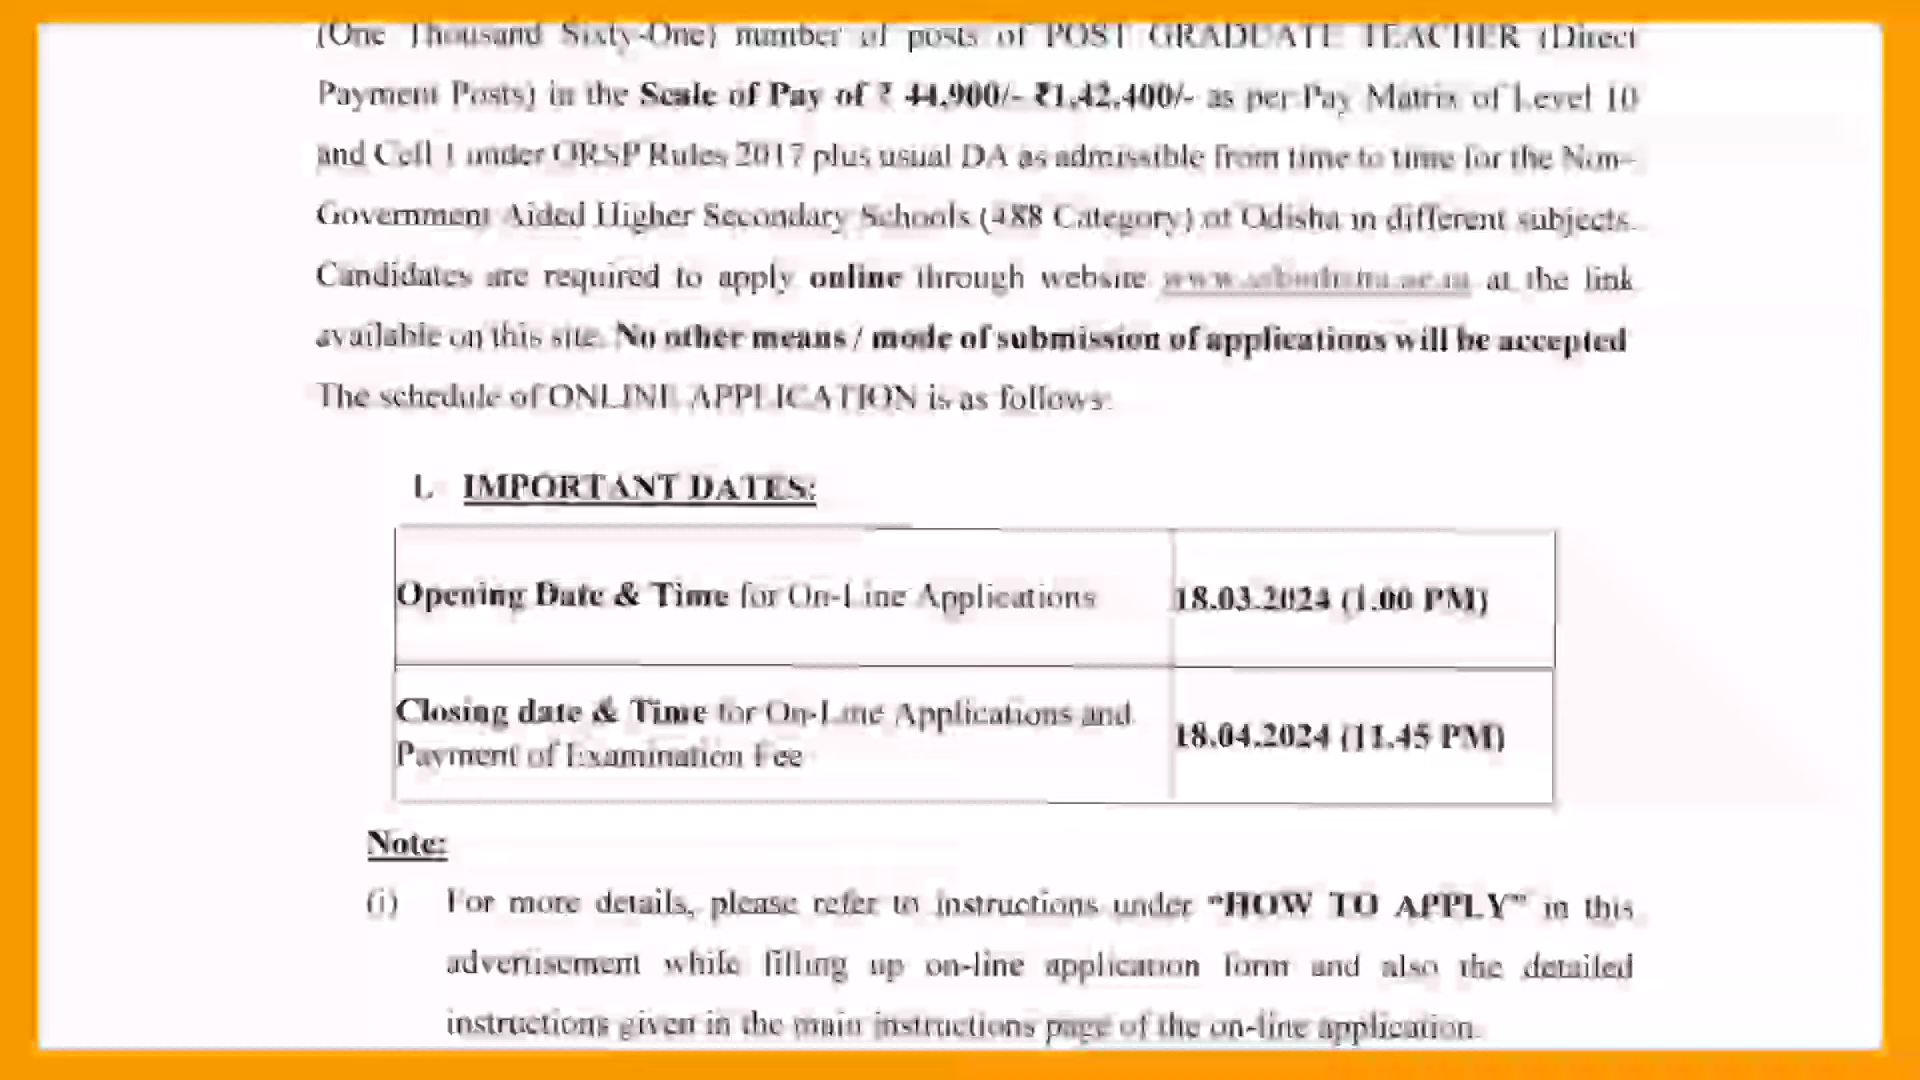 (One Thousand Sixty-One) number of posts of POST GRADUATE TEACHER (Direct
Payment Posts) in the Scale of Pay of ₹ 44,900/- ₹1,42,400/- as per Pay Matrix of Level 10
and Cell 1 under ORSP Rules 2017 plus usual DA as admissible from time to time for the Non-
Government Aided Higher Secondary Schools (488 Category) of Odisha in different subjects.
Candidates are required to apply online through website at the link
available on this site. No other means / mode of submission of applications will be accepted
The schedule of ONLINE APPLICATION is as follows:
1. IMPORTANT DATES:
Opening Date & Time for On-Line Applications 18.03.2024 (1.00 PM)
Closing date & Time for On-Line Applications and
Payment of Examination Fee
18.04.2024 (11.45 PM)
Note:
(i) For more details, please refer to instructions under “HOW TO APPLY” in this
advertisement while filling up on-line application form and also the detailed
instructions given in the main instructions page of the on-line application.